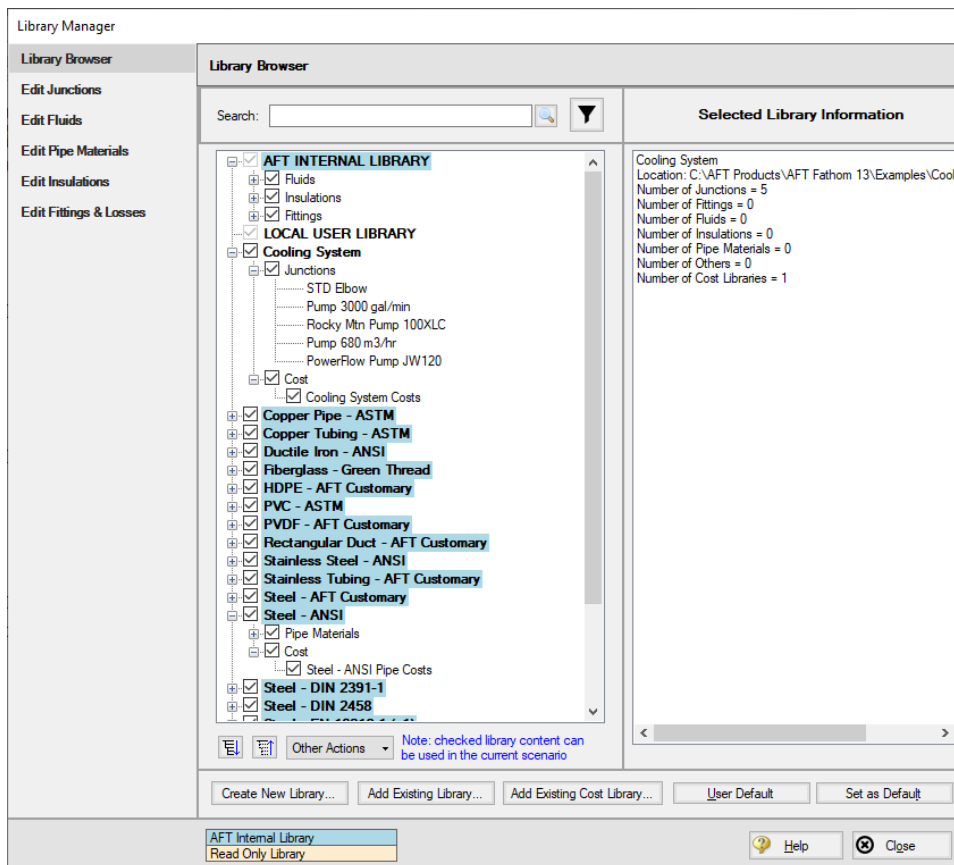 Library Manager
Library Browser
Edit Junctions
Edit Fluids
Edit Pipe Materials
Edit Insulations
Edit Fittings & Losses
Library Browser
Search:
AFT INTERNAL LIBRARY
Fluids
Insulations
Fittings
LOCAL USER LIBRARY
Cooling System
Junctions
STD Elbow
Pump 3000 gal/min
Rocky Mtn Pump 100XLC
Pump 680 m3/hr
PowerFlow Pump JW120
Cost
Cooling System Costs
Copper Pipe - ASTM
Copper Tubing - ASTM
Ductile Iron - ANSI
Fiberglass - Green Thread
HDPE - AFT Customary
PVC - ASTM
PVDF - AFT Customary
Rectangular Duct - AFT Customary
Stainless Steel - ANSI
Stainless Tubing - AFT Customary
Steel - AFT Customary
Steel - ANSI
Pipe Materials
Cost
Steel - ANSI Pipe Costs
Steel - DIN 2391-1
Steel - DIN 2458
Other Actions
Note: checked library content can
be used in the current scenario
Selected Library Information
Cooling System
Location: C:\AFT Products\AFT Fathom 13\Examples\Cool
Number of Junctions = 5
Number of Fittings = 0
Number of Fluids = 0
Number of Insulations = 0
Number of Pipe Materials = 0
Number of Others = 0
Number of Cost Libraries = 1
Create New Library...
Add Existing Library...
Add Existing Cost Library...
User Default
Set as Default
AFT Internal Library
Read Only Library
Help
Close